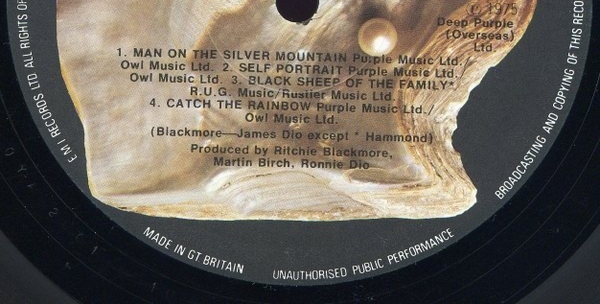 ℗ 1975
Deep Purple
(Overseas)
Ltd.
1. MAN ON THE SILVER MOUNTAIN Purple Music Ltd./
Owl Music Ltd. 2. SELF PORTRAIT Purple Music Ltd./
Owl Music Ltd. 3. BLACK SHEEP OF THE FAMILY*
R.U.G. Music/Rustler Music Ltd.
4. CATCH THE RAINBOW Purple Music Ltd./
Owl Music Ltd.
(Blackmore—James Dio except * Hammond)
Produced by Ritchie Blackmore,
Martin Birch, Ronnie Dio
EMI RECORDS LTD. ALL RIGHTS OF
MADE IN GT BRITAIN
UNAUTHORISED PUBLIC PERFORMANCE
BROADCASTING AND COPYING OF THIS RECO